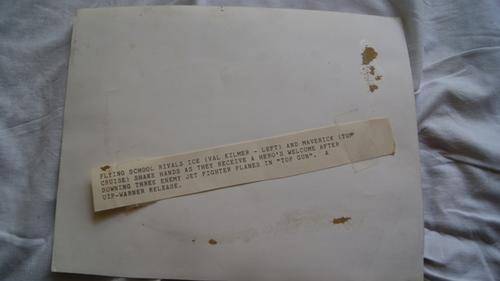 FLYING SCHOOL RIVALS ICE (VAL KILMER - LEFT) AND MAVERICK (TOM
CRUISE) SHAKE HANDS AS THEY RECEIVE A HERO'S WELCOME AFTER
DOWNING THREE ENEMY JET FIGHTER PLANES IN "TOP GUN". A
UIP-WARNER RELEASE.